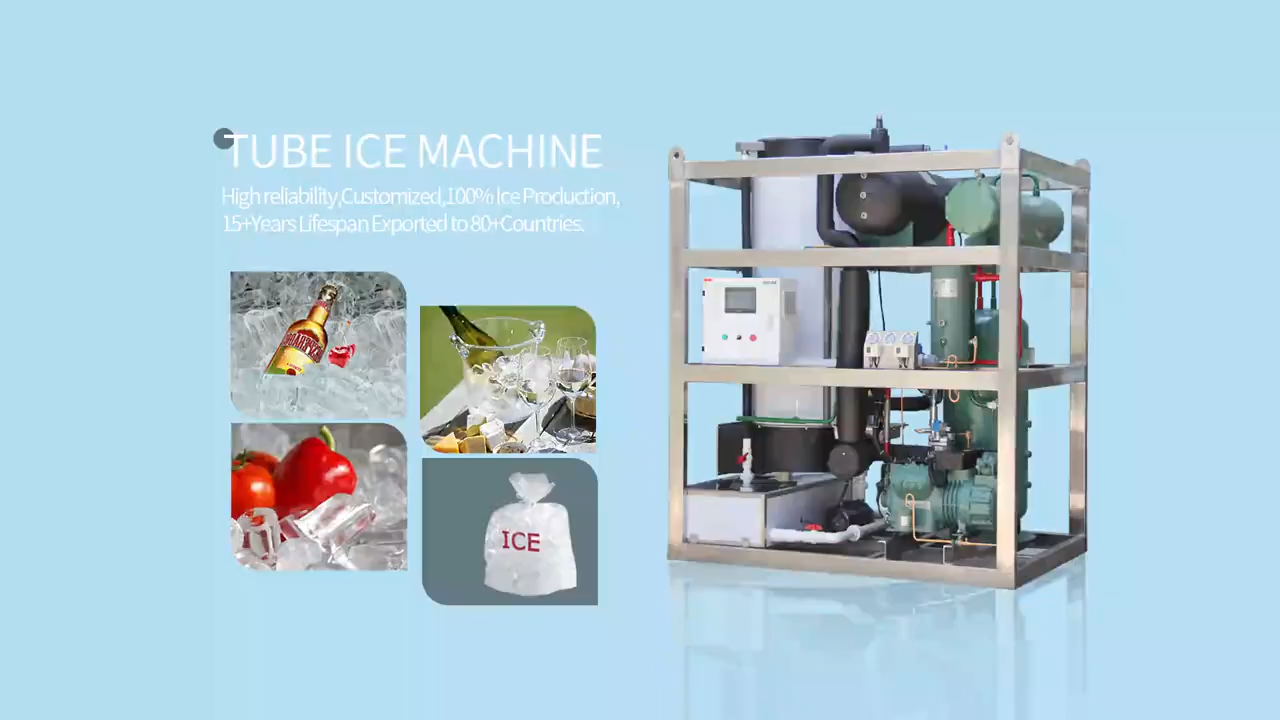 TUBE ICE MACHINE
High reliability,Customized,100% Ice Production,
15+Years Lifespan Exported to 80+Countries.
ICE